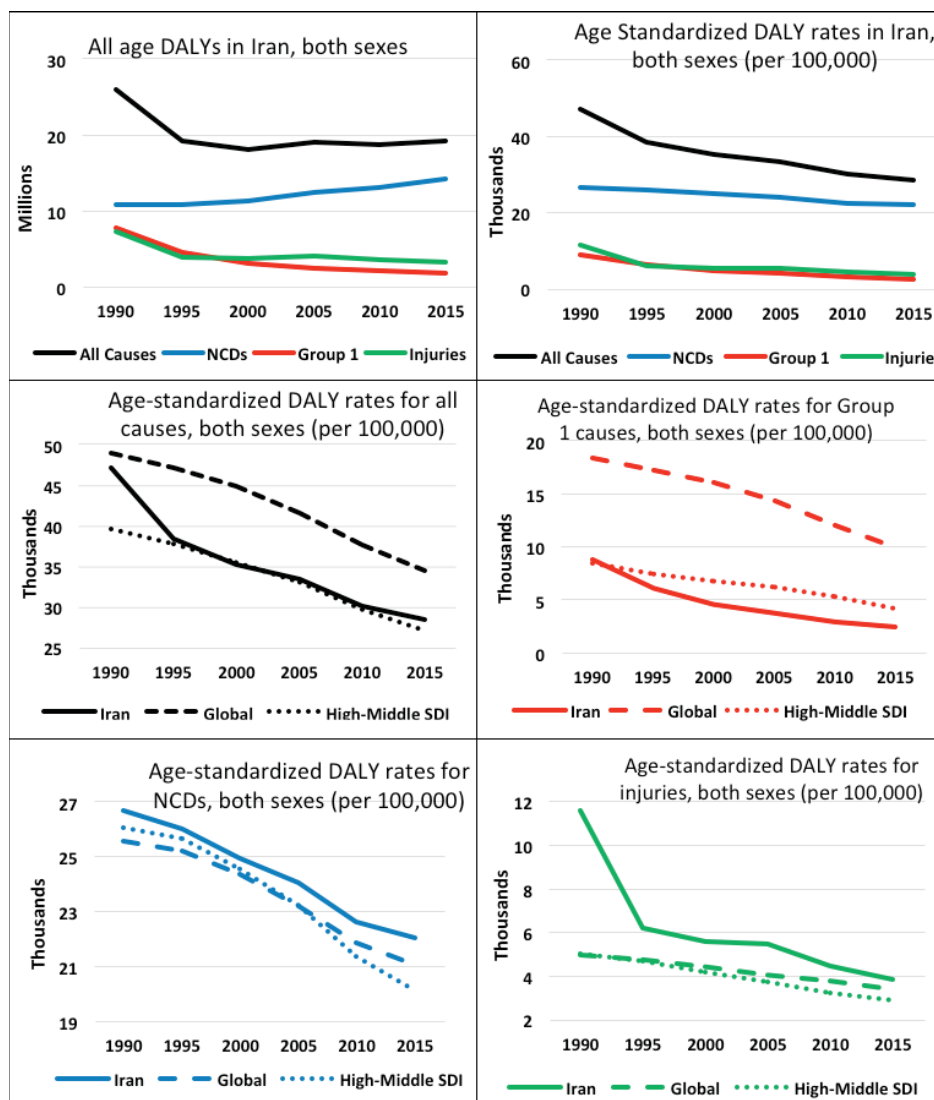 All age DALYs in Iran, both sexes
30
20
10
0
Millions
1990 1995 2000 2005 2010 2015
All Causes NCDs Group 1 Injuries
Age Standardized DALY rates in Iran,
both sexes (per 100,000)
60
40
20
0
Thousands
1990 1995 2000 2005 2010 2015
All Causes NCDs Group 1 Injurie
Age-standardized DALY rates for all
causes, both sexes (per 100,000)
50
45
40
35
30
25
Thousands
1990 1995 2000 2005 2010 2015
Iran Global High-Middle SDI
Age-standardized DALY rates for Group
1 causes, both sexes (per 100,000)
20
15
10
5
0
Thousands
1990 1995 2000 2005 2010 2015
Iran Global High-Middle SDI
Age-standardized DALY rates for
NCDs, both sexes (per 100,000)
27
25
23
21
19
Thousands
1990 1995 2000 2005 2010 2015
Iran Global High-Middle SDI
Age-standardized DALY rates for
injuries, both sexes (per 100,000)
12
10
8
6
4
2
Thousands
1990 1995 2000 2005 2010 2015
Iran Global High-Middle SDI